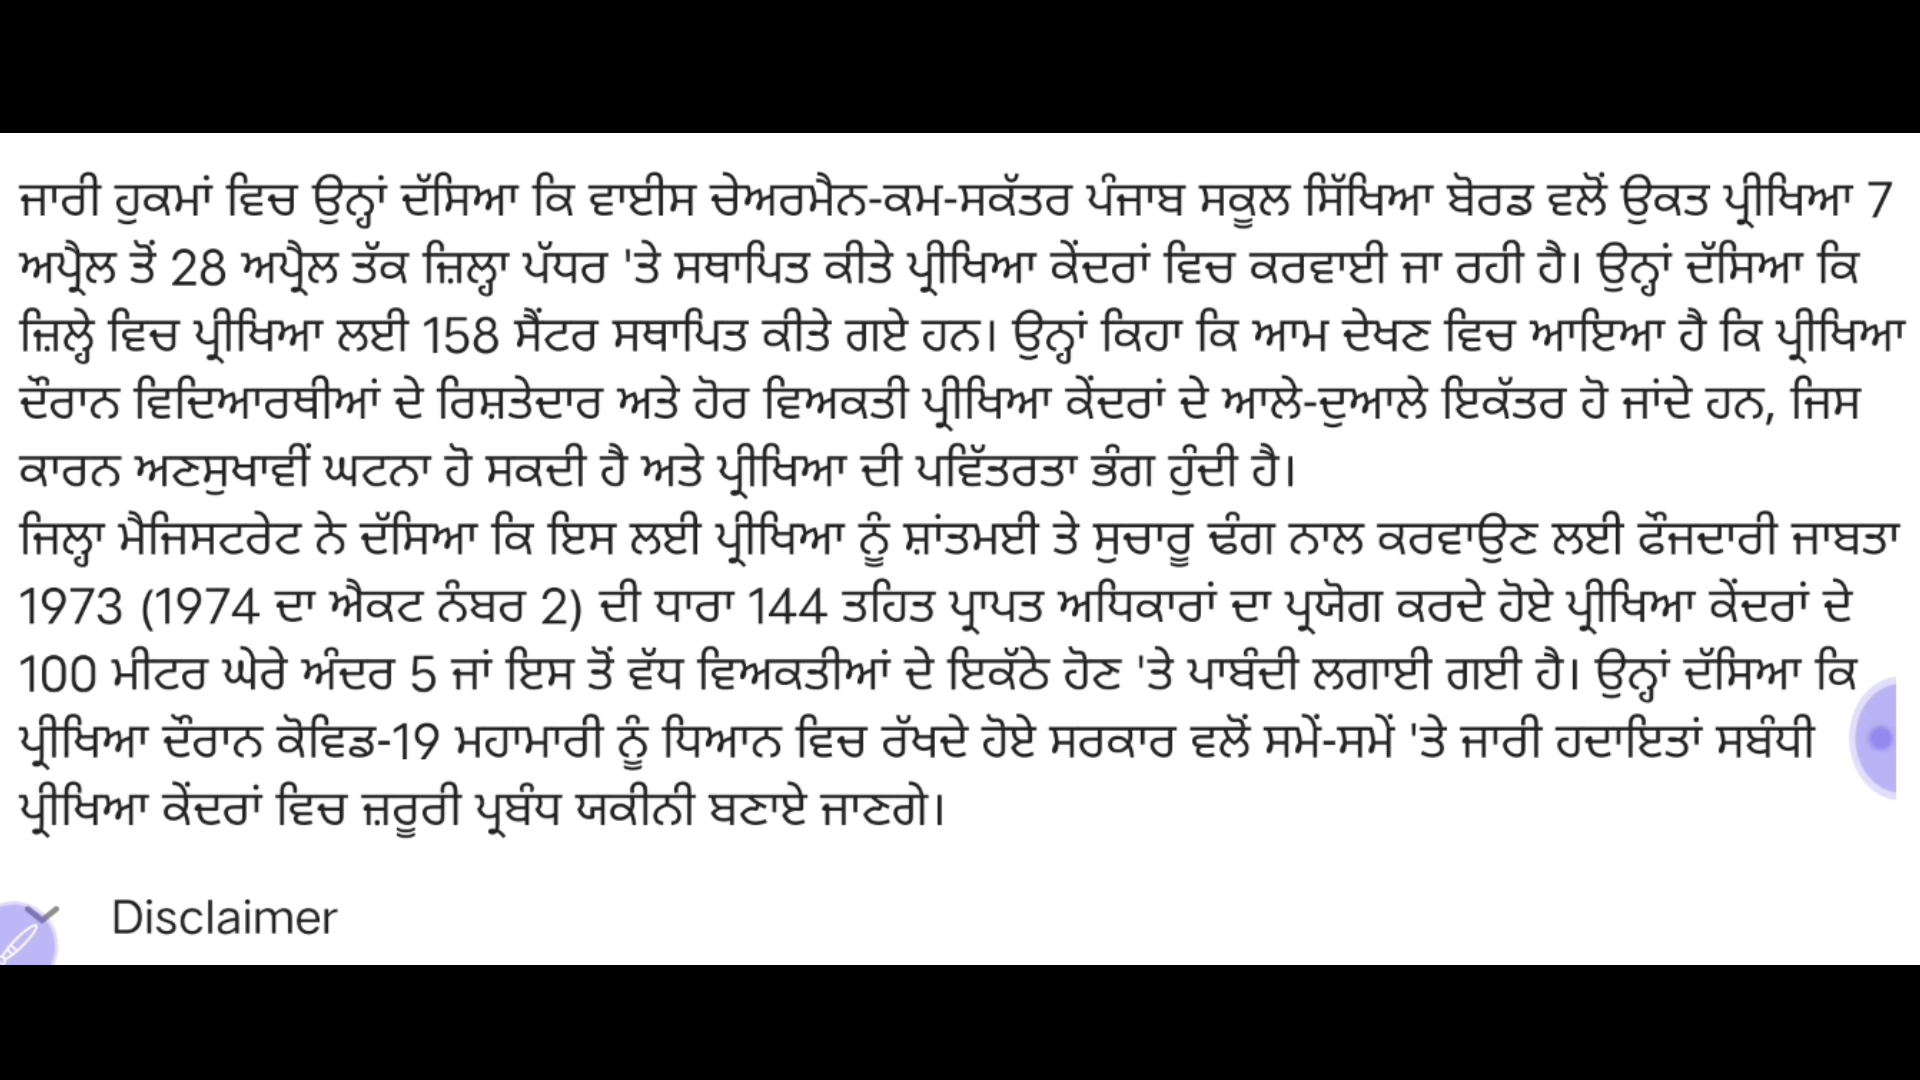 ਜਾਰੀ ਹੁਕਮਾਂ ਵਿਚ ਉਨ੍ਹਾਂ ਦੱਸਿਆ ਕਿ ਵਾਈਸ ਚੇਅਰਮੈਨ-ਕਮ-ਸਕੱਤਰ ਪੰਜਾਬ ਸਕੂਲ ਸਿੱਖਿਆ ਬੋਰਡ ਵਲੋਂ ਉਕਤ ਪ੍ਰੀਖਿਆ 7
ਅਪ੍ਰੈਲ ਤੋਂ 28 ਅਪ੍ਰੈਲ ਤੱਕ ਜ਼ਿਲ੍ਹਾ ਪੱਧਰ 'ਤੇ ਸਥਾਪਿਤ ਕੀਤੇ ਪ੍ਰੀਖਿਆ ਕੇਂਦਰਾਂ ਵਿਚ ਕਰਵਾਈ ਜਾ ਰਹੀ ਹੈ। ਉਨ੍ਹਾਂ ਦੱਸਿਆ ਕਿ
ਜ਼ਿਲ੍ਹੇ ਵਿਚ ਪ੍ਰੀਖਿਆ ਲਈ 158 ਸੈਂਟਰ ਸਥਾਪਿਤ ਕੀਤੇ ਗਏ ਹਨ। ਉਨ੍ਹਾਂ ਕਿਹਾ ਕਿ ਆਮ ਦੇਖਣ ਵਿਚ ਆਇਆ ਹੈ ਕਿ ਪ੍ਰੀਖਿਆ
ਦੌਰਾਨ ਵਿਦਿਆਰਥੀਆਂ ਦੇ ਰਿਸ਼ਤੇਦਾਰ ਅਤੇ ਹੋਰ ਵਿਅਕਤੀ ਪ੍ਰੀਖਿਆ ਕੇਂਦਰਾਂ ਦੇ ਆਲੇ-ਦੁਆਲੇ ਇਕੱਤਰ ਹੋ ਜਾਂਦੇ ਹਨ, ਜਿਸ
ਕਾਰਨ ਅਣਸੁਖਾਵੀਂ ਘਟਨਾ ਹੋ ਸਕਦੀ ਹੈ ਅਤੇ ਪ੍ਰੀਖਿਆ ਦੀ ਪਵਿੱਤਰਤਾ ਭੰਗ ਹੁੰਦੀ ਹੈ।
ਜਿਲ੍ਹਾ ਮੈਜਿਸਟਰੇਟ ਨੇ ਦੱਸਿਆ ਕਿ ਇਸ ਲਈ ਪ੍ਰੀਖਿਆ ਨੂੰ ਸ਼ਾਂਤਮਈ ਤੇ ਸੁਚਾਰੂ ਢੰਗ ਨਾਲ ਕਰਵਾਉਣ ਲਈ ਫੌਜਦਾਰੀ ਜਾਬਤਾ
1973 (1974 ਦਾ ਐਕਟ ਨੰਬਰ 2) ਦੀ ਧਾਰਾ 144 ਤਹਿਤ ਪ੍ਰਾਪਤ ਅਧਿਕਾਰਾਂ ਦਾ ਪ੍ਰਯੋਗ ਕਰਦੇ ਹੋਏ ਪ੍ਰੀਖਿਆ ਕੇਂਦਰਾਂ ਦੇ
100 ਮੀਟਰ ਘੇਰੇ ਅੰਦਰ 5 ਜਾਂ ਇਸ ਤੋਂ ਵੱਧ ਵਿਅਕਤੀਆਂ ਦੇ ਇਕੱਠੇ ਹੋਣ 'ਤੇ ਪਾਬੰਦੀ ਲਗਾਈ ਗਈ ਹੈ। ਉਨ੍ਹਾਂ ਦੱਸਿਆ ਕਿ
ਪ੍ਰੀਖਿਆ ਦੌਰਾਨ ਕੋਵਿਡ-19 ਮਹਾਮਾਰੀ ਨੂੰ ਧਿਆਨ ਵਿਚ ਰੱਖਦੇ ਹੋਏ ਸਰਕਾਰ ਵਲੋਂ ਸਮੇਂ-ਸਮੇਂ 'ਤੇ ਜਾਰੀ ਹਦਾਇਤਾਂ ਸਬੰਧੀ
ਪ੍ਰੀਖਿਆ ਕੇਂਦਰਾਂ ਵਿਚ ਜ਼ਰੂਰੀ ਪ੍ਰਬੰਧ ਯਕੀਨੀ ਬਣਾਏ ਜਾਣਗੇ।
Disclaimer